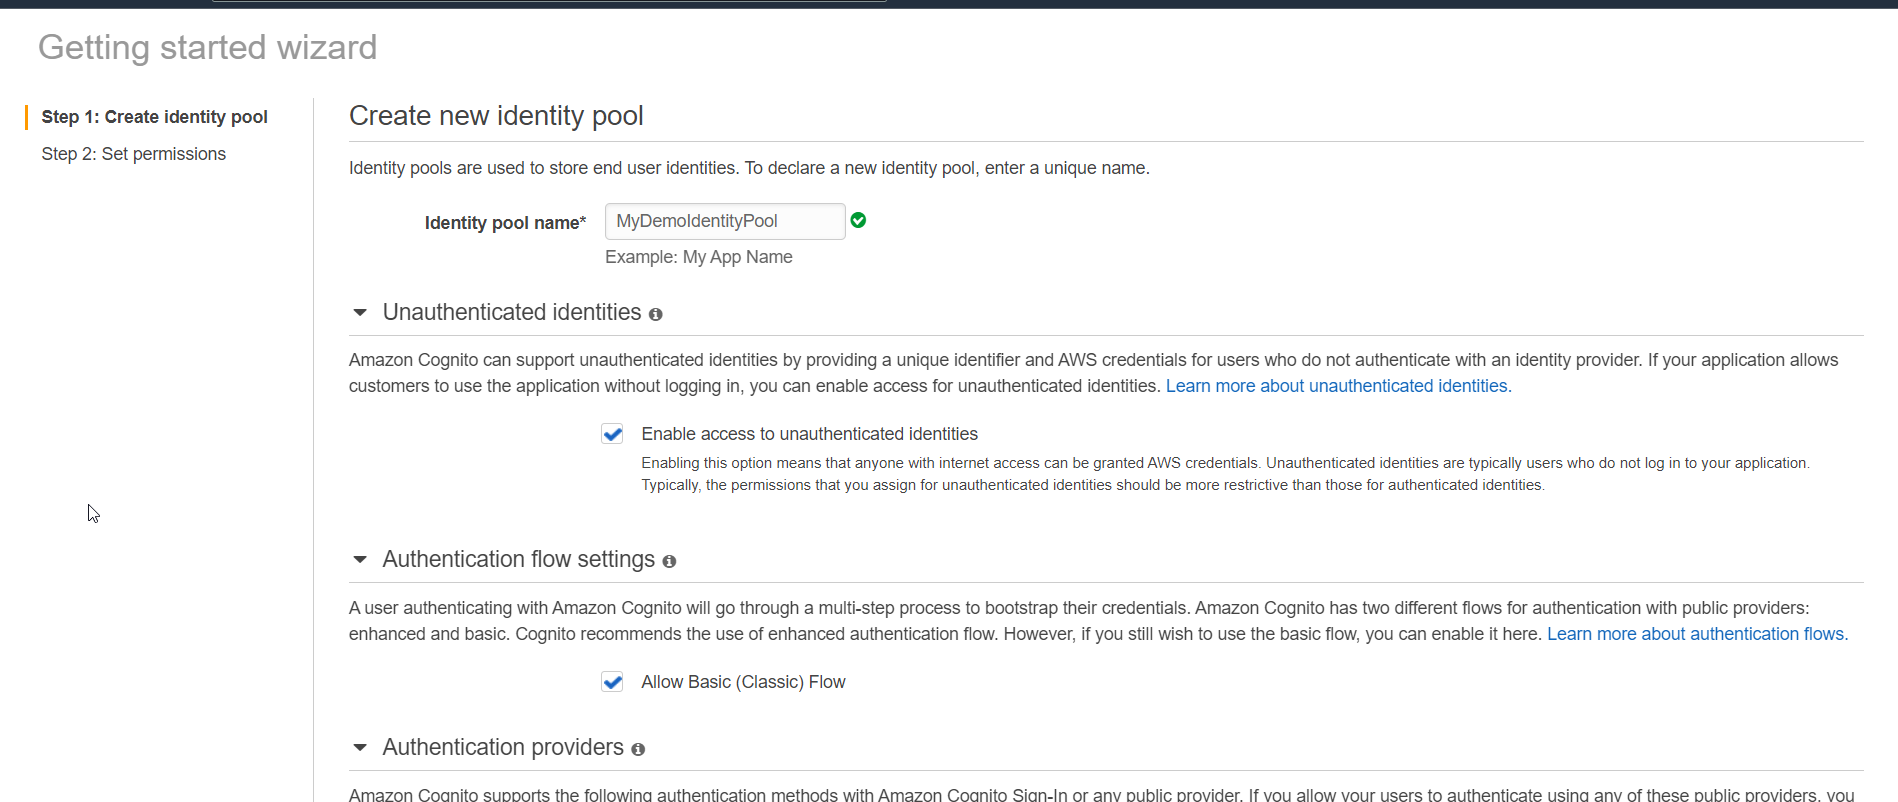 Getting started wizard
Step 1: Create identity pool
Step 2: Set permissions
Create new identity pool
Identity pools are used to store end user identities. To declare a new identity pool, enter a unique name.
Identity pool name* MyDemoIdentityPool
Example: My App Name
Unauthenticated identities
Amazon Cognito can support unauthenticated identities by providing a unique identifier and AWS credentials for users who do not authenticate with an identity provider. If your application allows
customers to use the application without logging in, you can enable access for unauthenticated identities. Learn more about unauthenticated identities.
Enable access to unauthenticated identities
Enabling this option means that anyone with internet access can be granted AWS credentials. Unauthenticated identities are typically users who do not log in to your application.
Typically, the permissions that you assign for unauthenticated identities should be more restrictive than those for authenticated identities.
Authentication flow settings
A user authenticating with Amazon Cognito will go through a multi-step process to bootstrap their credentials. Amazon Cognito has two different flows for authentication with public providers:
enhanced and basic. Cognito recommends the use of enhanced authentication flow. However, if you still wish to use the basic flow, you can enable it here. Learn more about authentication flows.
Allow Basic (Classic) Flow
Authentication providers
Amazon Cognito supports the following authentication methods with Amazon Cognito Sign-In or any public provider. If you allow your users to authenticate using any of these public providers, you